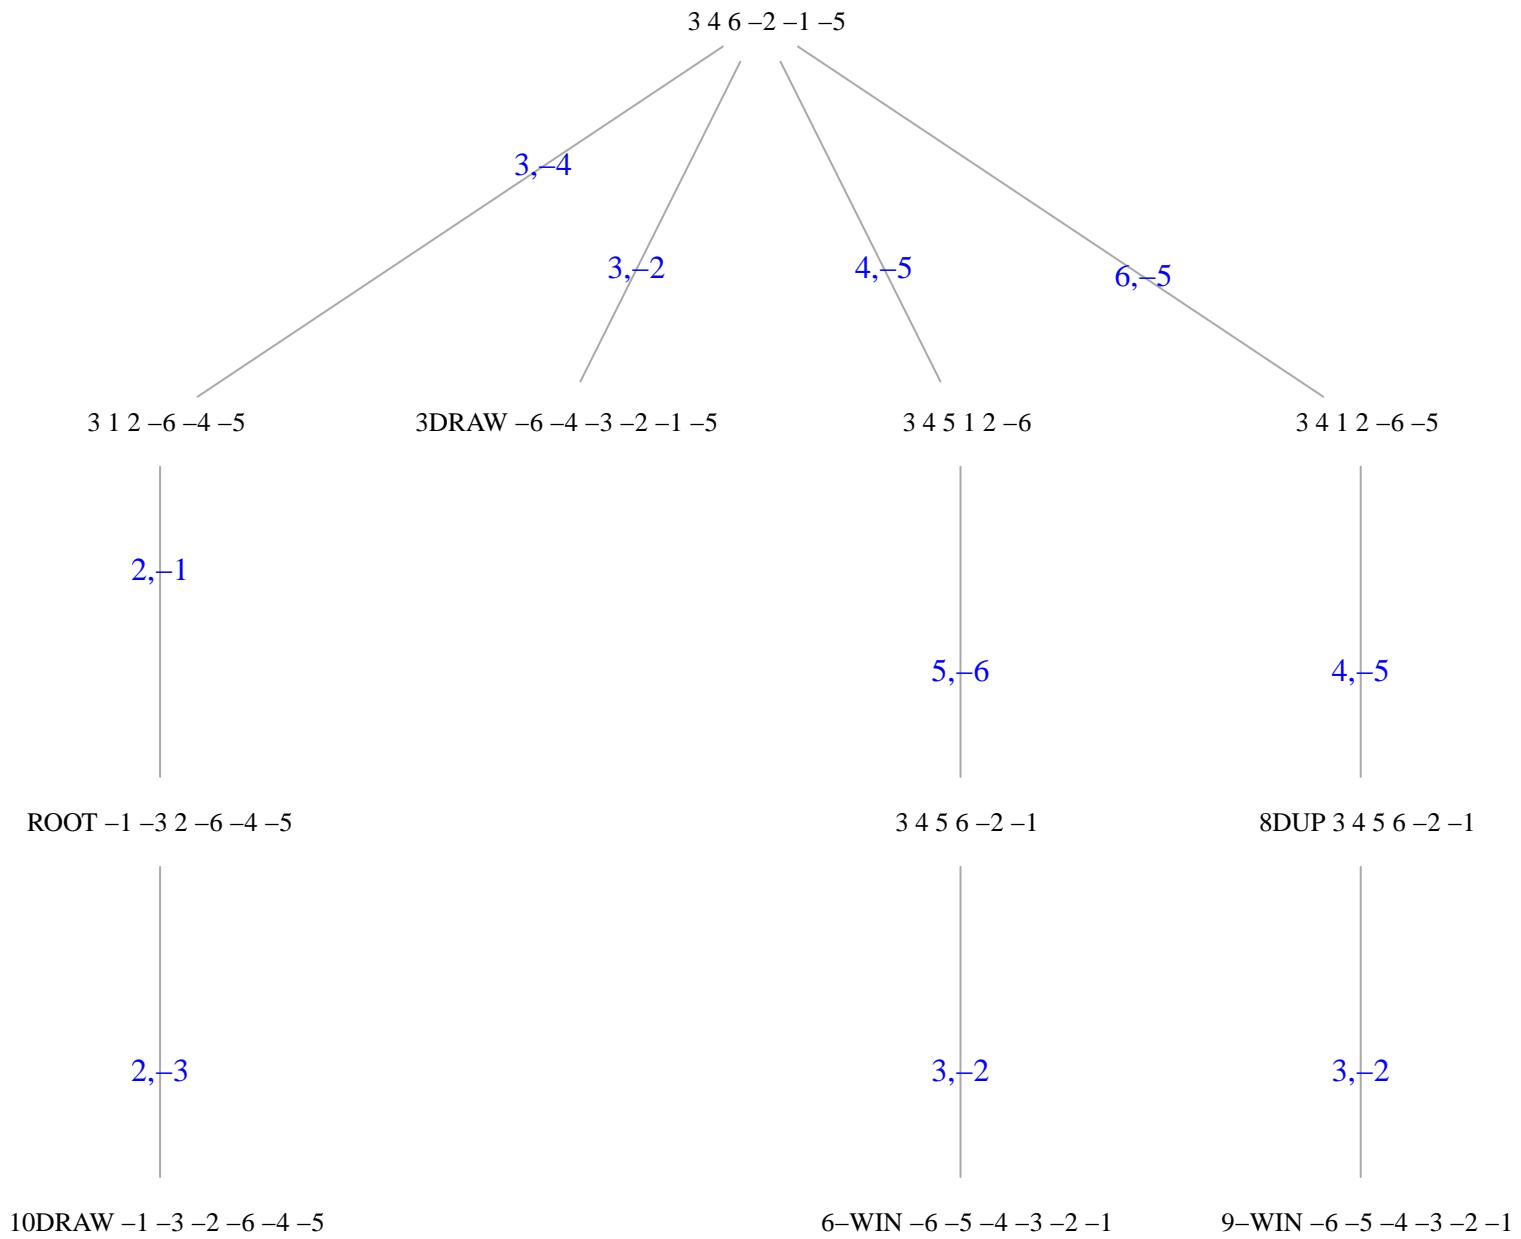 3 4 6 –2 –1 –5
3,–4
3,–2
4,–5
6,–5
3 1 2 –6 –4 –5
3DRAW –6 –4 –3 –2 –1 –5
3 4 5 1 2 –6
3 4 1 2 –6 –5
2,–1
5,–6
4,–5
ROOT –1 –3 2 –6 –4 –5
3 4 5 6 –2 –1
8DUP 3 4 5 6 –2 –1
2,–3
3,–2
3,–2
10DRAW –1 –3 –2 –6 –4 –5
6–WIN –6 –5 –4 –3 –2 –1
9–WIN –6 –5 –4 –3 –2 –1